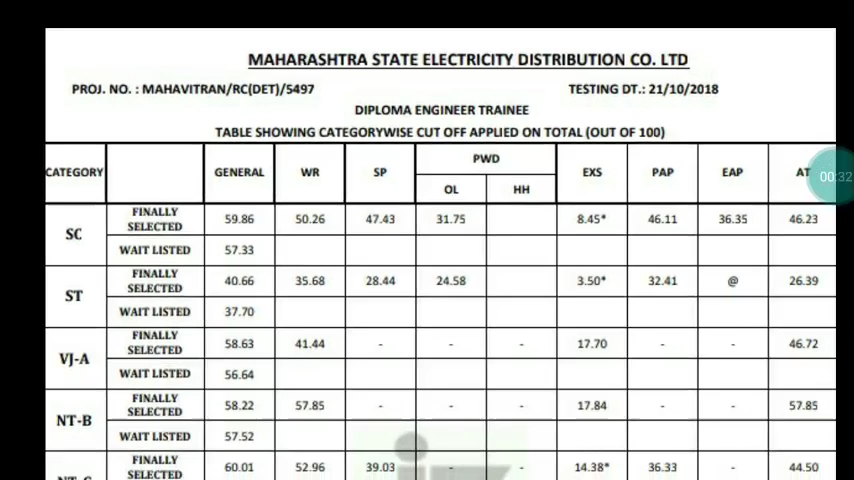 MAHARASHTRA STATE ELECTRICITY DISTRIBUTION CO. LTD
PROJ. NO. : MAHAVITRAN/RC(DET)/5497 TESTING DT.: 21/10/2018
DIPLOMA ENGINEER TRAINEE
TABLE SHOWING CATEGORYWISE CUT OFF APPLIED ON TOTAL (OUT OF 100)
CATEGORY GENERAL WR SP PWD EXS PAP EAP AT 00:32
OL HH
SC FINALLY SELECTED 59.86 50.26 47.43 31.75 8.45* 46.11 36.35 46.23
WAIT LISTED 57.33
ST FINALLY SELECTED 40.66 35.68 28.44 24.58 3.50* 32.41 @ 26.39
WAIT LISTED 37.70
VJ-A FINALLY SELECTED 58.63 41.44 - - - 17.70 - - 46.72
WAIT LISTED 56.64
NT-B FINALLY SELECTED 58.22 57.85 - - - 17.84 - - 57.85
WAIT LISTED 57.52
FINALLY SELECTED 60.01 52.96 39.03 - - 14.38* 36.33 - 44.50